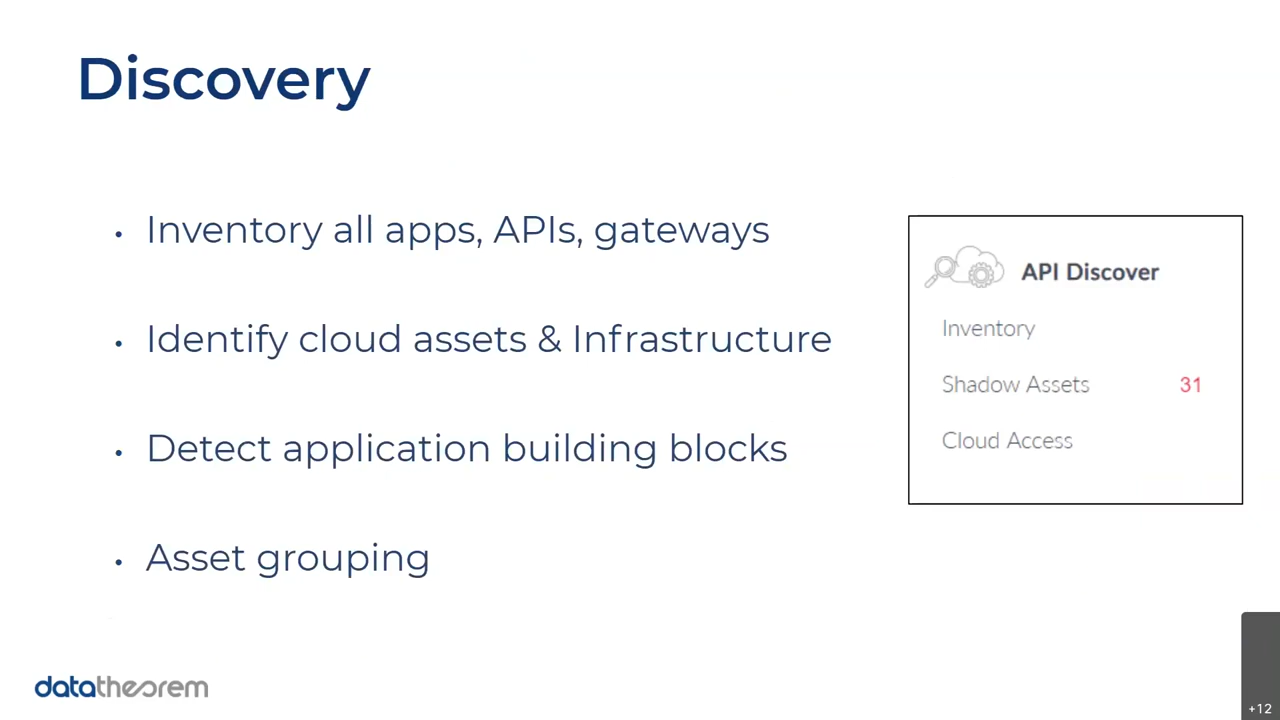 Discovery
• Inventory all apps, APIs, gateways
• Identify cloud assets & Infrastructure
• Detect application building blocks
• Asset grouping
API Discover
Inventory
Shadow Assets 31
Cloud Access
datatheorem
+12